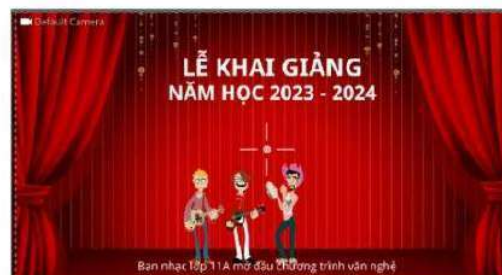 Default Camera
LỄ KHAI GIẢNG
NĂM HỌC 2023 - 2024
Ban nhạc lớp 11A mở đầu chương trình văn nghệ